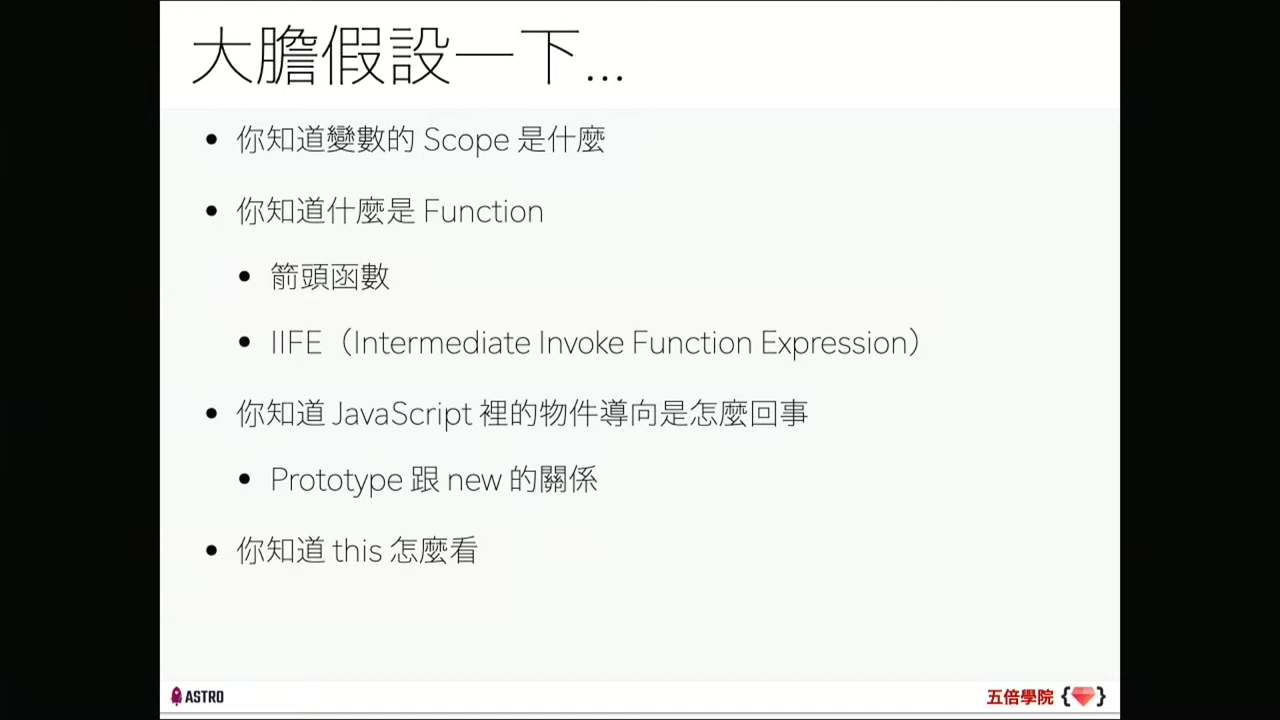 大膽假設一下...
• 你知道變數的 Scope 是什麼
• 你知道什麼是 Function
• 箭頭函數
• IIFE（Intermediate Invoke Function Expression）
• 你知道 JavaScript 裡的物件導向是怎麼回事
• Prototype 跟 new 的關係
• 你知道 this 怎麼看
ASTRO
五倍學院 { }